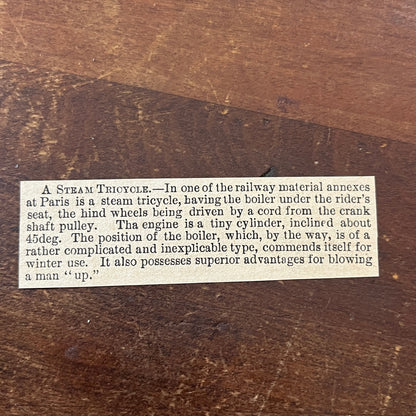 A STEAM TRICYCLE.—In one of the railway material annexes
at Paris is a steam tricycle, having the boiler under the rider's
seat, the hind wheels being driven by a cord from the crank
shaft pulley. Tha engine is a tiny cylinder, inclined about
45deg. The position of the boiler, which, by the way, is of a
rather complicated and inexplicable type, commends itself for
winter use. It also possesses superior advantages for blowing
a man "up."